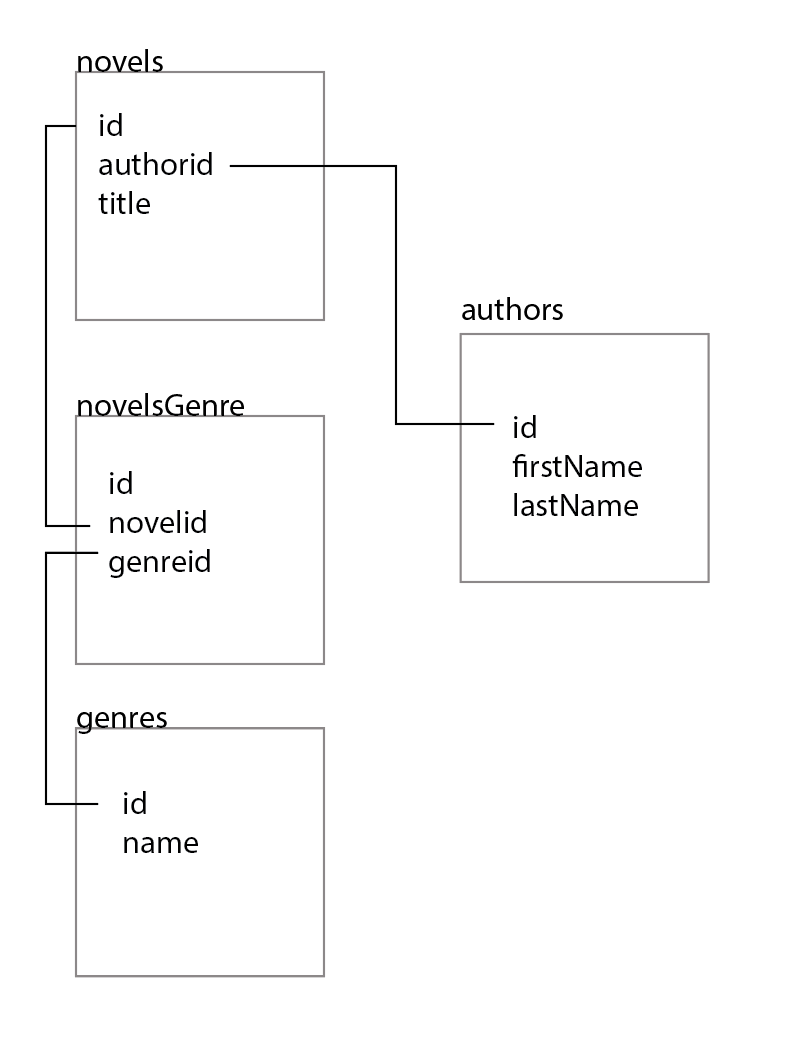 novels
id
authorid
title
authors
id
firstName
lastName
novelsGenre
id
novelid
genreid
genres
id
name